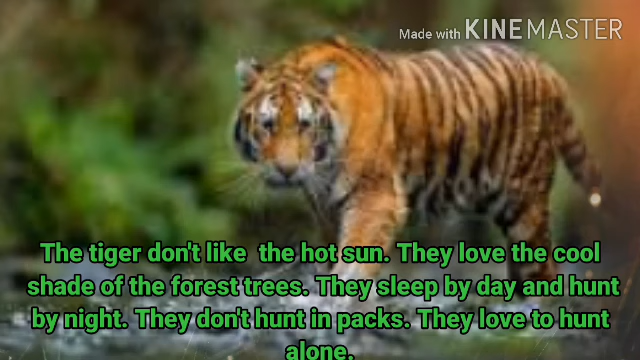 Made with KINEMASTER
The tiger don't like the hot sun. They love the cool
shade of the forest trees. They sleep by day and hunt
by night. They don't hunt in packs. They love to hunt
alone.